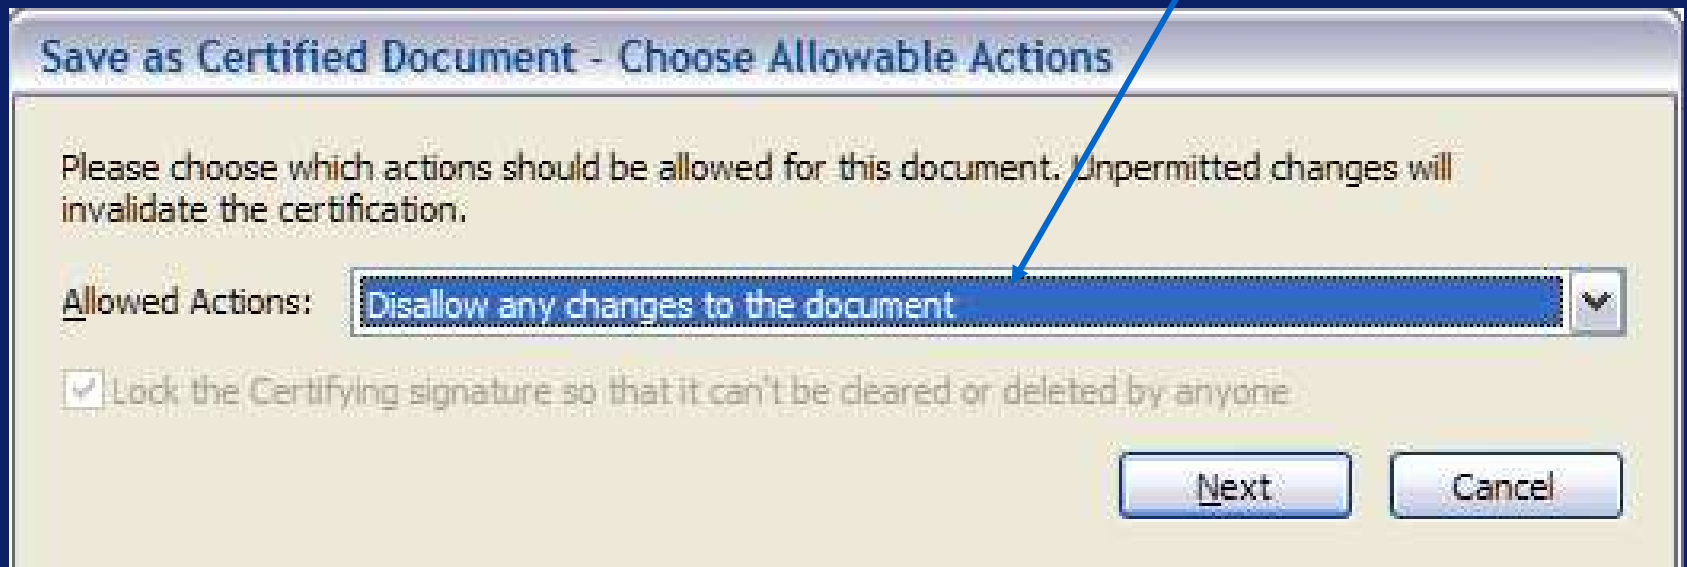 Save as Certified Document - Choose Allowable Actions
Please choose which actions should be allowed for this document. Unpermitted changes will
invalidate the certification.
Allowed Actions: Disallow any changes to the document
Lock the Certifying signature so that it can't be cleared or deleted by anyone
Next Cancel